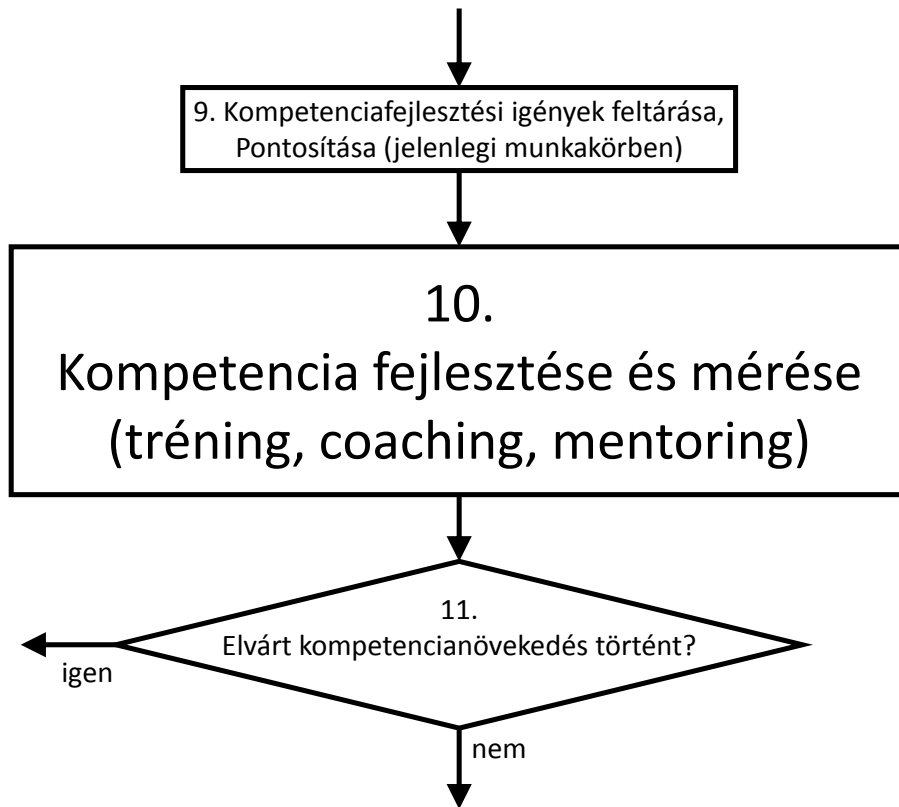 9. Kompetenciafejlesztési igények feltárása,
Pontosítása (jelenlegi munkakörben)
10.
Kompetencia fejlesztése és mérése
(tréning, coaching, mentoring)
11.
Elvárt kompetencianövekedés történt?
igen
nem